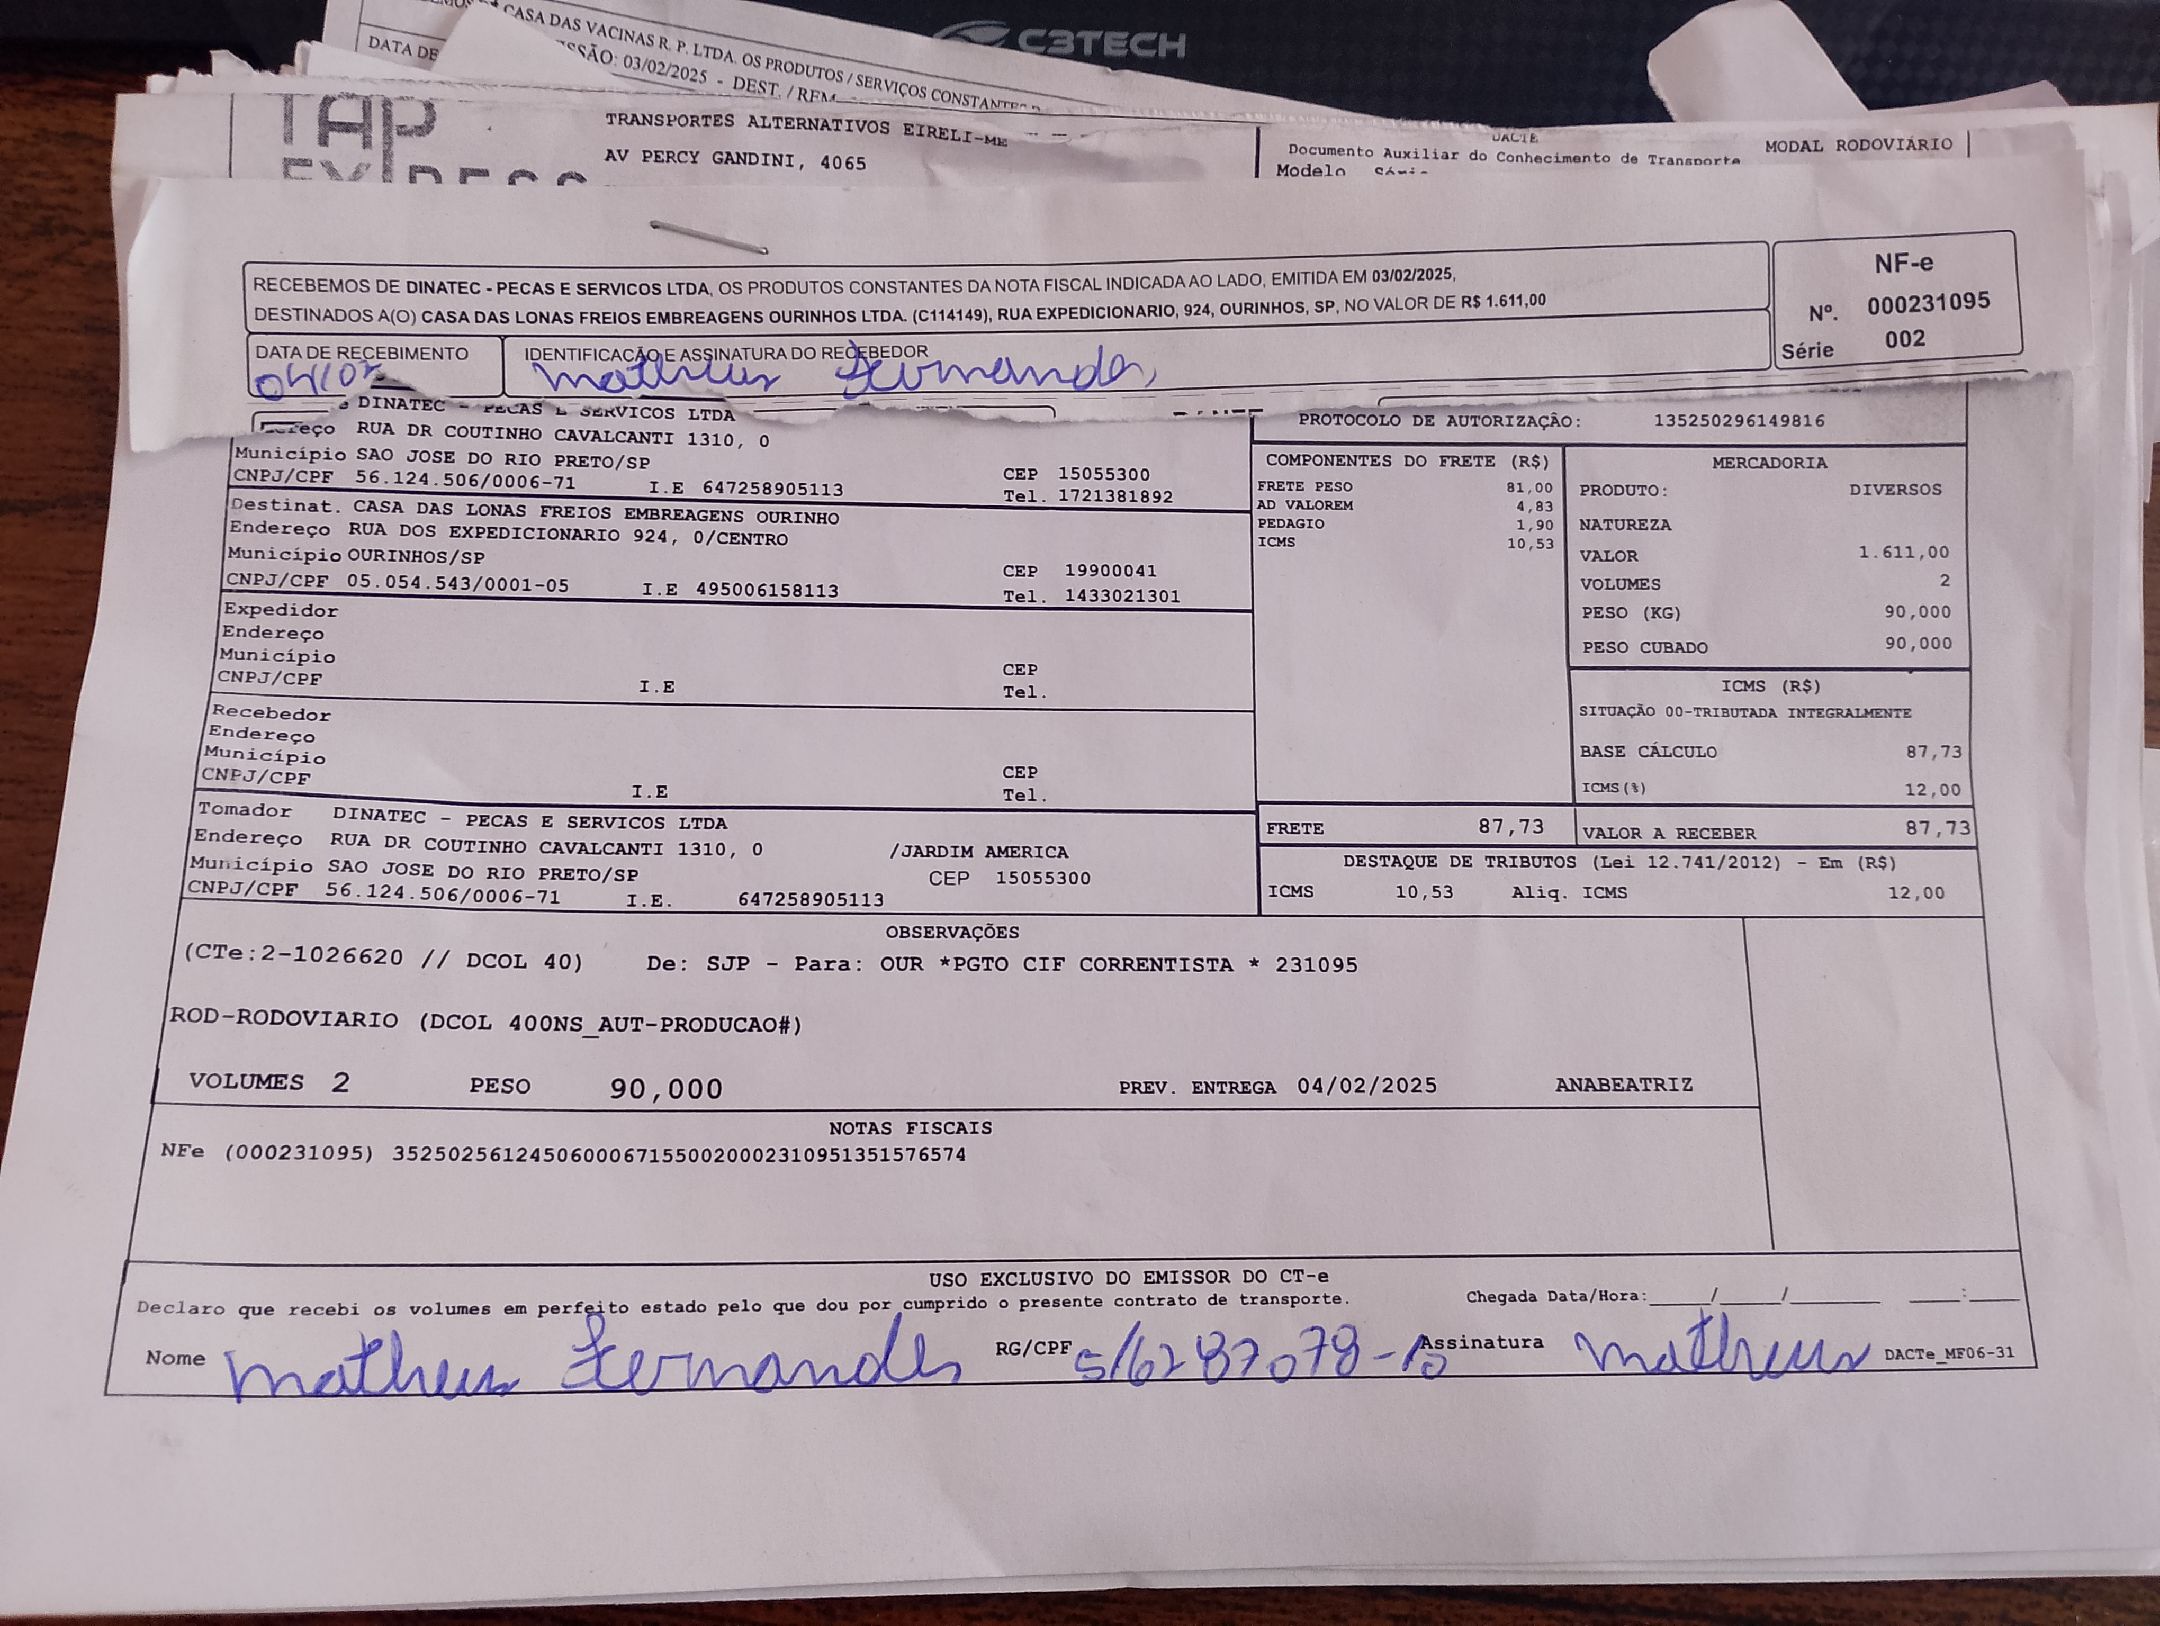 CASA DAS VACINAS R. P. LTDA. OS PRODUTOS / SERVIÇOS CONSTANTES
DATA DE
SSÃO: 03/02/2025 - DEST. / REM
C3TECH
TAP
TRANSPORTES ALTERNATIVOS EIRELI-ME
AV PERCY GANDINI, 4065
DACTE
Documento Auxiliar do Conhecimento de Transporte
Modelo
MODAL RODOVIÁRIO
RECEBEMOS DE DINATEC - PECAS E SERVICOS LTDA, OS PRODUTOS CONSTANTES DA NOTA FISCAL INDICADA AO LADO, EMITIDA EM 03/02/2025,
DESTINADOS A(O) CASA DAS LONAS FREIOS EMBREAGENS OURINHOS LTDA. (C114149), RUA EXPEDICIONARIO, 924, OURINHOS, SP, NO VALOR DE R$ 1.611,00
NF-e
Nº. 000231095
Série 002
DATA DE RECEBIMENTO
04/02
IDENTIFICAÇÃO E ASSINATURA DO RECEBEDOR
Matheus Fernandes
DINATEC - PECAS E SERVICOS LTDA
ereço RUA DR COUTINHO CAVALCANTI 1310, 0
Município SAO JOSE DO RIO PRETO/SP CEP 15055300
CNPJ/CPF 56.124.506/0006-71 I.E 647258905113 Tel. 1721381892
Destinat. CASA DAS LONAS FREIOS EMBREAGENS OURINHO
Endereço RUA DOS EXPEDICIONARIO 924, 0/CENTRO
Município OURINHOS/SP CEP 19900041
CNPJ/CPF 05.054.543/0001-05 I.E 495006158113 Tel. 1433021301
Expedidor
Endereço
Município CEP
CNPJ/CPF I.E Tel.
Recebedor
Endereço
Município CEP
CNPJ/CPF I.E Tel.
Tomador DINATEC - PECAS E SERVICOS LTDA
Endereço RUA DR COUTINHO CAVALCANTI 1310, 0 /JARDIM AMERICA
Município SAO JOSE DO RIO PRETO/SP CEP 15055300
CNPJ/CPF 56.124.506/0006-71 I.E. 647258905113
PROTOCOLO DE AUTORIZAÇÃO: 135250296149816
COMPONENTES DO FRETE (R$)
FRETE PESO 81,00
AD VALOREM 4,83
PEDAGIO 1,90
ICMS 10,53
MERCADORIA
PRODUTO: DIVERSOS
NATUREZA
VALOR 1.611,00
VOLUMES 2
PESO (KG) 90,000
PESO CUBADO 90,000
ICMS (R$)
SITUAÇÃO 00-TRIBUTADA INTEGRALMENTE
BASE CÁLCULO 87,73
ICMS(%) 12,00
FRETE 87,73 VALOR A RECEBER 87,73
DESTAQUE DE TRIBUTOS (Lei 12.741/2012) - Em (R$)
ICMS 10,53 Aliq. ICMS 12,00
OBSERVAÇÕES
(CTe:2-1026620 // DCOL 40) De: SJP - Para: OUR *PGTO CIF CORRENTISTA * 231095
ROD-RODOVIARIO (DCOL 400NS_AUT-PRODUCAO#)
VOLUMES 2 PESO 90,000 PREV. ENTREGA 04/02/2025 ANABEATRIZ
NOTAS FISCAIS
NFe (000231095) 35250256124506000671550020002310951351576574
USO EXCLUSIVO DO EMISSOR DO CT-e
Declaro que recebi os volumes em perfeito estado pelo que dou por cumprido o presente contrato de transporte. Chegada Data/Hora:____/____/______ ___:___
Nome Matheus Fernandes RG/CPF Assinatura Matheus DACTe_MF06-31